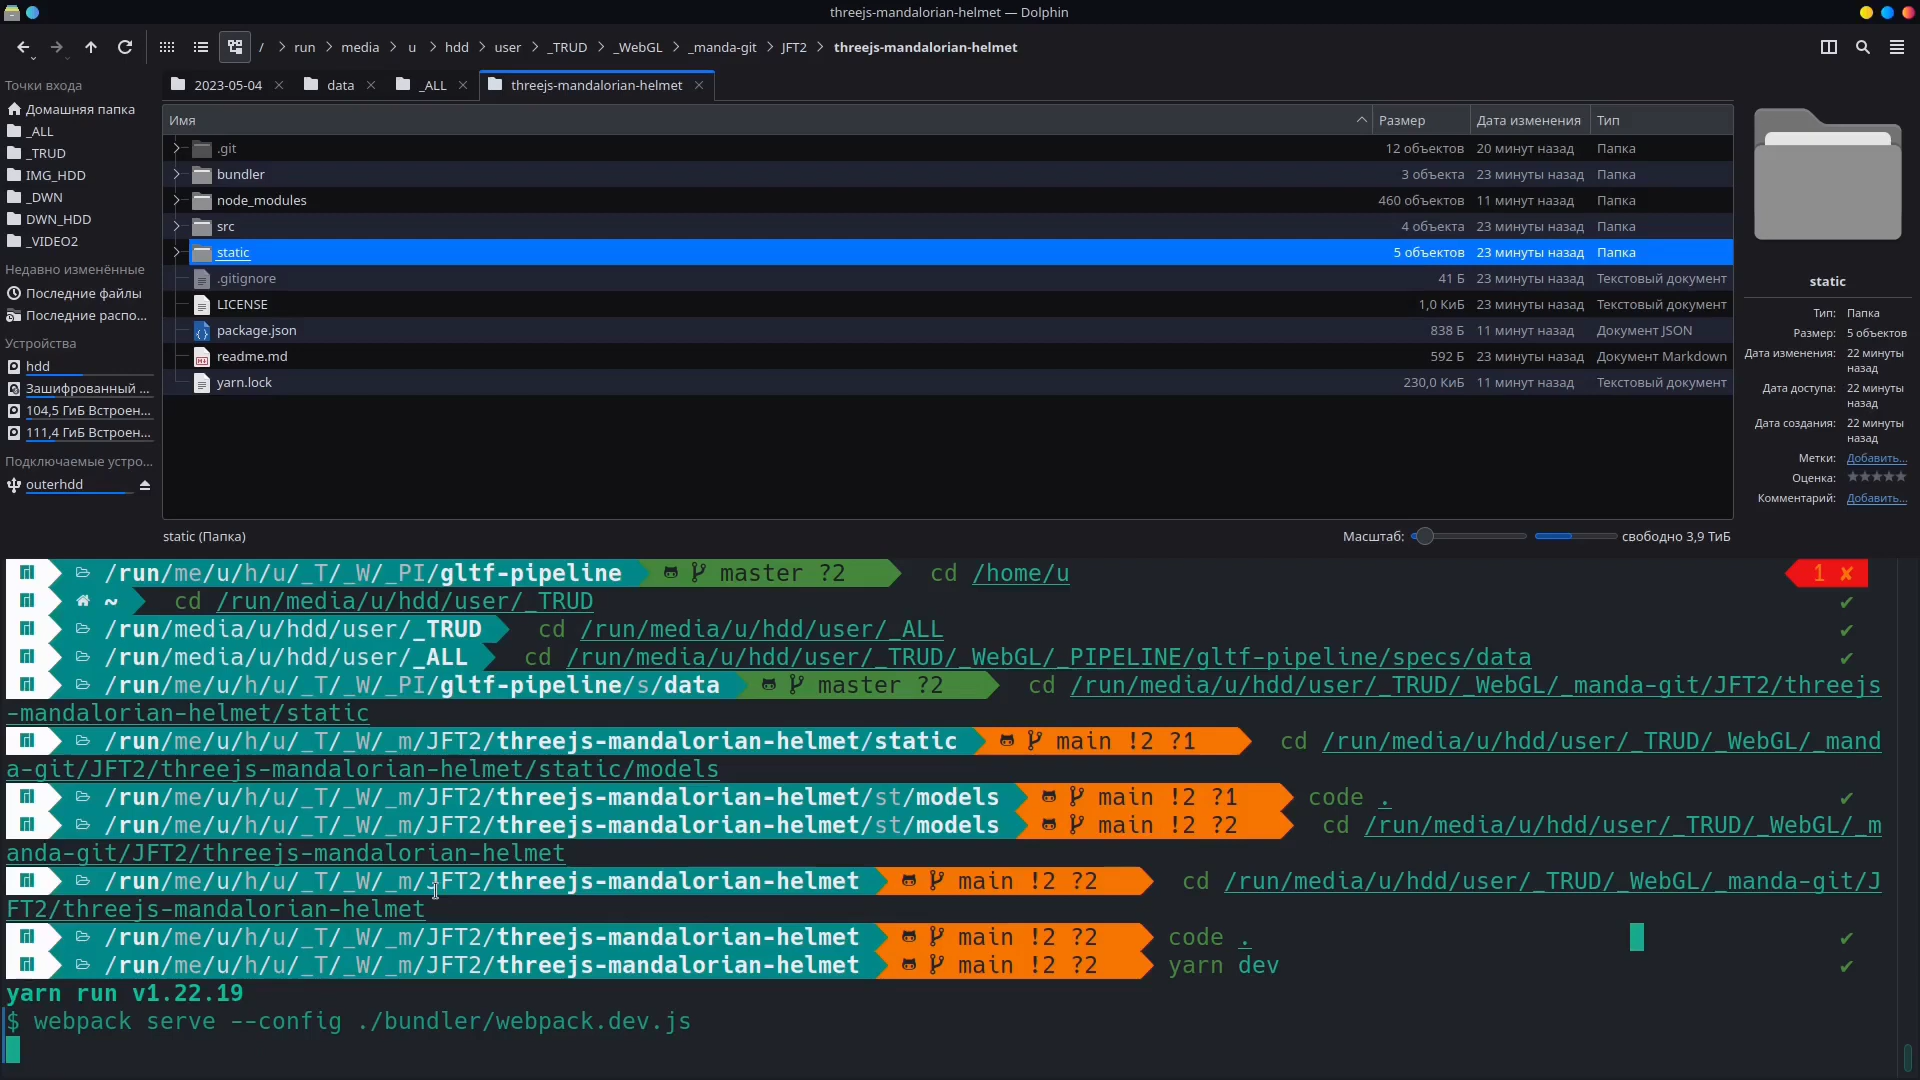 threejs-mandalorian-helmet — Dolphin
/ > run > media > u > hdd > user > _TRUD > _WebGL > _manda-git > JFT2 > threejs-mandalorian-helmet
2023-05-04 data _ALL threejs-mandalorian-helmet
Точки входа
Домашняя папка
_ALL
_TRUD
IMG_HDD
_DWN
DWN_HDD
_VIDEO2
Недавно изменённые
Последние файлы
Последние распо...
Устройства
hdd
Зашифрованный ...
104,5 ГиБ Встроен...
111,4 ГиБ Встроен...
Подключаемые устро...
outerhdd
Имя Размер Дата изменения Тип
.git 12 объектов 20 минут назад Папка
bundler 3 объекта 23 минуты назад Папка
node_modules 460 объектов 11 минут назад Папка
src 4 объекта 23 минуты назад Папка
static 5 объектов 23 минуты назад Папка
.gitignore 41 Б 23 минуты назад Текстовый документ
LICENSE 1,0 КиБ 23 минуты назад Текстовый документ
package.json 838 Б 11 минут назад Документ JSON
readme.md 592 Б 23 минуты назад Документ Markdown
yarn.lock 230,0 КиБ 11 минут назад Текстовый документ
static
Тип: Папка
Размер: 5 объектов
Дата изменения: 22 минуты
назад
Дата доступа: 22 минуты
назад
Дата создания: 22 минуты
назад
Метки: Добавить...
Оценка:
Комментарий: Добавить...
static (Папка) Масштаб: свободно 3,9 ТиБ
/run/me/u/h/u/_T/_W/_PI/gltf-pipeline master ?2 cd /home/u 1 ✘
~ cd /run/media/u/hdd/user/_TRUD ✔
/run/media/u/hdd/user/_TRUD cd /run/media/u/hdd/user/_ALL ✔
/run/media/u/hdd/user/_ALL cd /run/media/u/hdd/user/_TRUD/_WebGL/_PIPELINE/gltf-pipeline/specs/data ✔
/run/me/u/h/u/_T/_W/_PI/gltf-pipeline/s/data master ?2 cd /run/media/u/hdd/user/_TRUD/_WebGL/_manda-git/JFT2/threejs
-mandalorian-helmet/static
/run/me/u/h/u/_T/_W/_m/JFT2/threejs-mandalorian-helmet/static main !2 ?1 cd /run/media/u/hdd/user/_TRUD/_WebGL/_mand
a-git/JFT2/threejs-mandalorian-helmet/static/models
/run/me/u/h/u/_T/_W/_m/JFT2/threejs-mandalorian-helmet/st/models main !2 ?1 code . ✔
/run/me/u/h/u/_T/_W/_m/JFT2/threejs-mandalorian-helmet/st/models main !2 ?2 cd /run/media/u/hdd/user/_TRUD/_WebGL/_m
anda-git/JFT2/threejs-mandalorian-helmet
/run/me/u/h/u/_T/_W/_m/JFT2/threejs-mandalorian-helmet main !2 ?2 cd /run/media/u/hdd/user/_TRUD/_WebGL/_manda-git/J
FT2/threejs-mandalorian-helmet
/run/me/u/h/u/_T/_W/_m/JFT2/threejs-mandalorian-helmet main !2 ?2 code . ✔
/run/me/u/h/u/_T/_W/_m/JFT2/threejs-mandalorian-helmet main !2 ?2 yarn dev ✔
yarn run v1.22.19
$ webpack serve --config ./bundler/webpack.dev.js